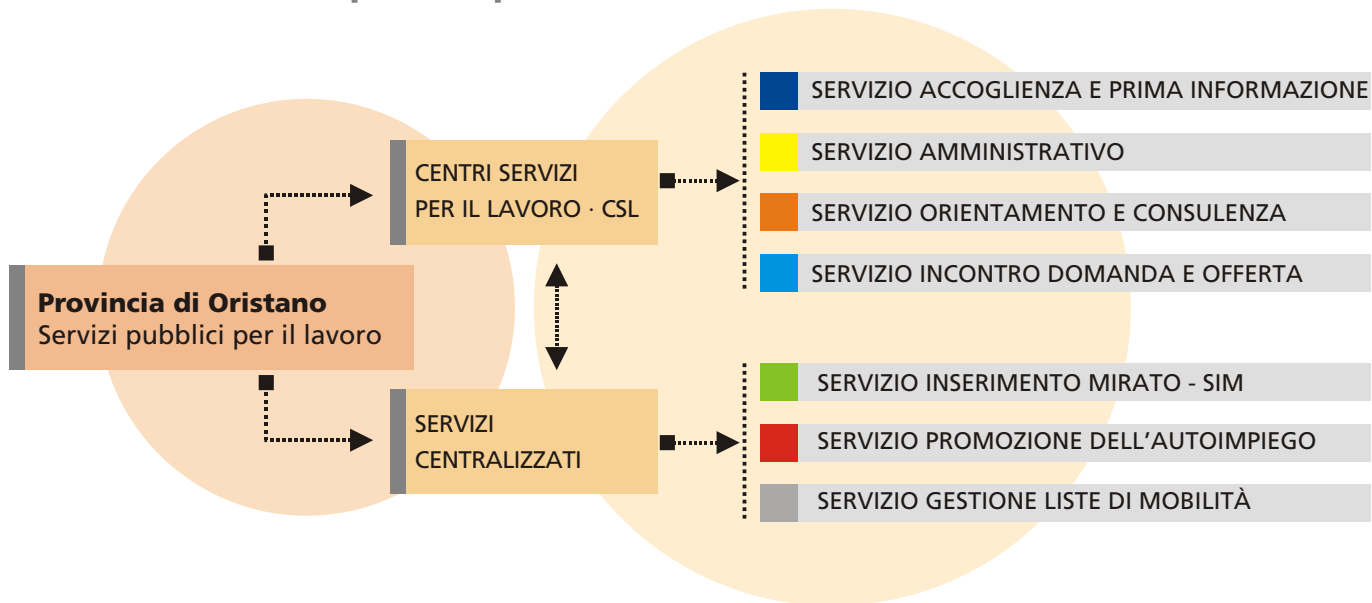 Provincia di Oristano
Servizi pubblici per il lavoro
CENTRI SERVIZI
PER IL LAVORO · CSL
SERVIZI
CENTRALIZZATI
SERVIZIO ACCOGLIENZA E PRIMA INFORMAZIONE
SERVIZIO AMMINISTRATIVO
SERVIZIO ORIENTAMENTO E CONSULENZA
SERVIZIO INCONTRO DOMANDA E OFFERTA
SERVIZIO INSERIMENTO MIRATO - SIM
SERVIZIO PROMOZIONE DELL'AUTOIMPIEGO
SERVIZIO GESTIONE LISTE DI MOBILITÀ